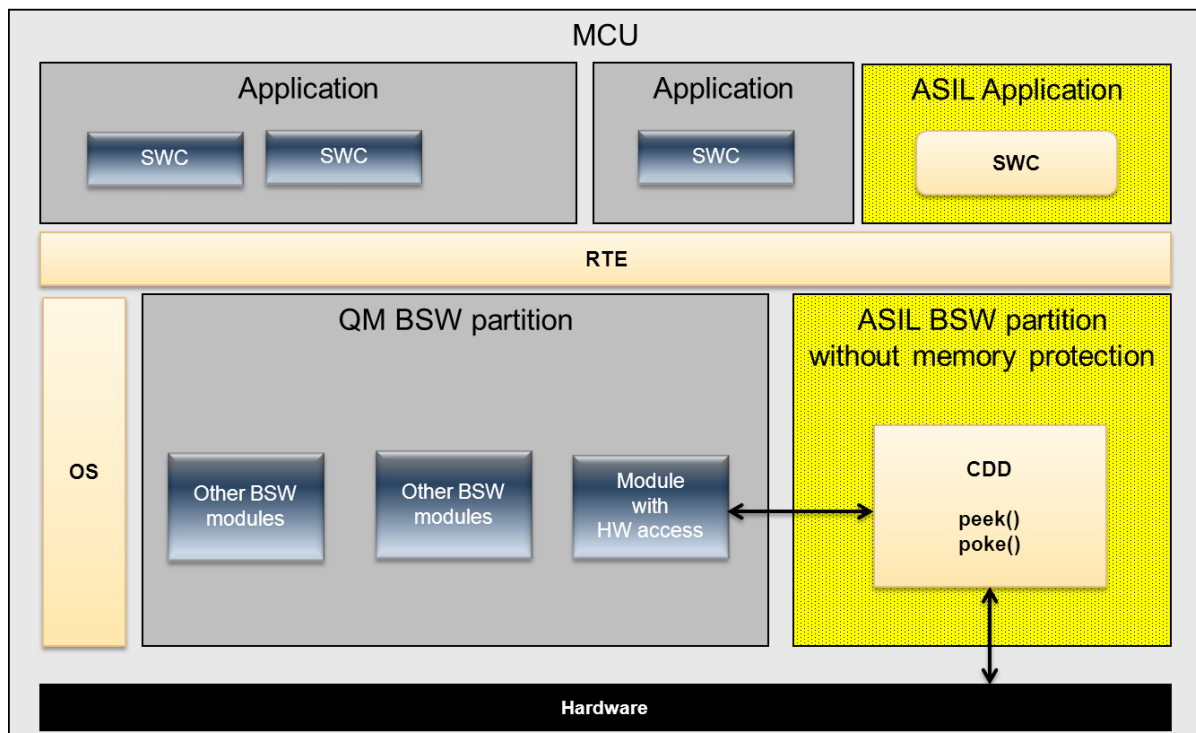 MCU
Application
SWC
SWC
Application
SWC
ASIL Application
SWC
RTE
OS
QM BSW partition
Other BSW
modules
Other BSW
modules
Module
with
HW access
ASIL BSW partition
without memory protection
CDD
peek()
poke()
Hardware